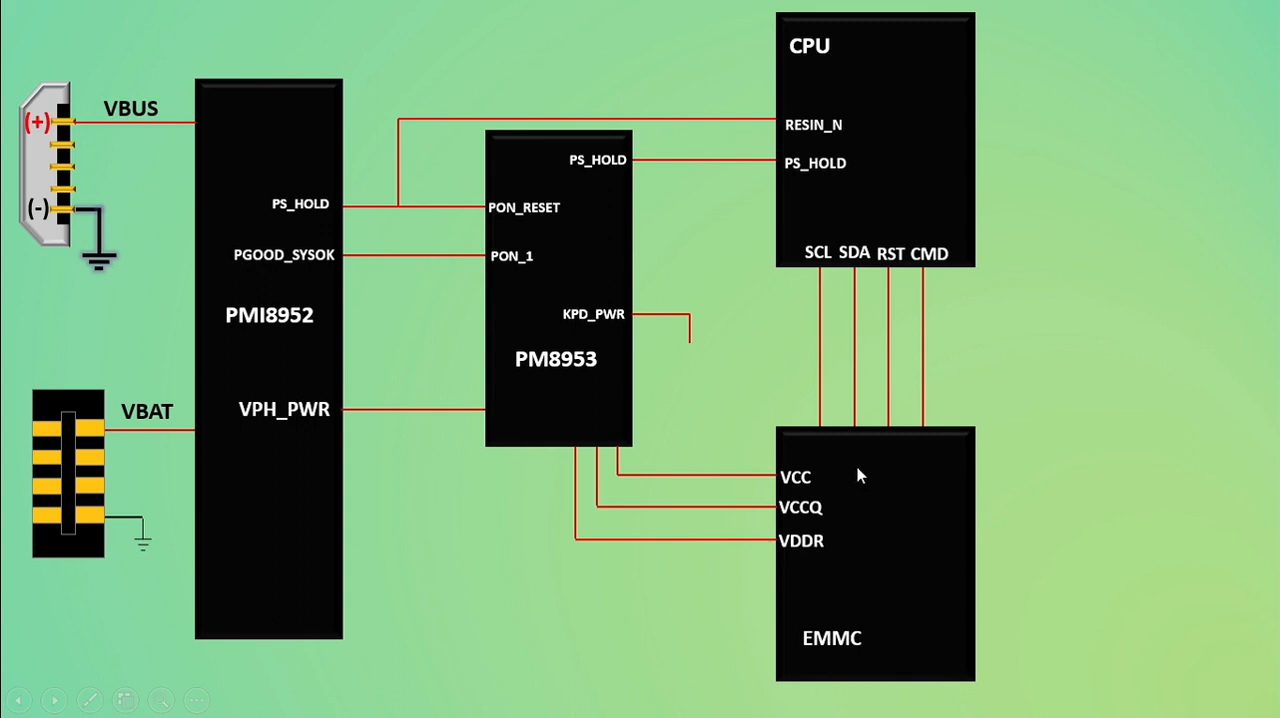 CPU
VBUS
(+)
RESIN_N
PS_HOLD
PS_HOLD
PS_HOLD
PON_RESET
(-)
PGOOD_SYSOK
PON_1
SCL SDA RST CMD
PMI8952
KPD_PWR
PM8953
VBAT
VPH_PWR
VCC
VCCQ
VDDR
EMMC